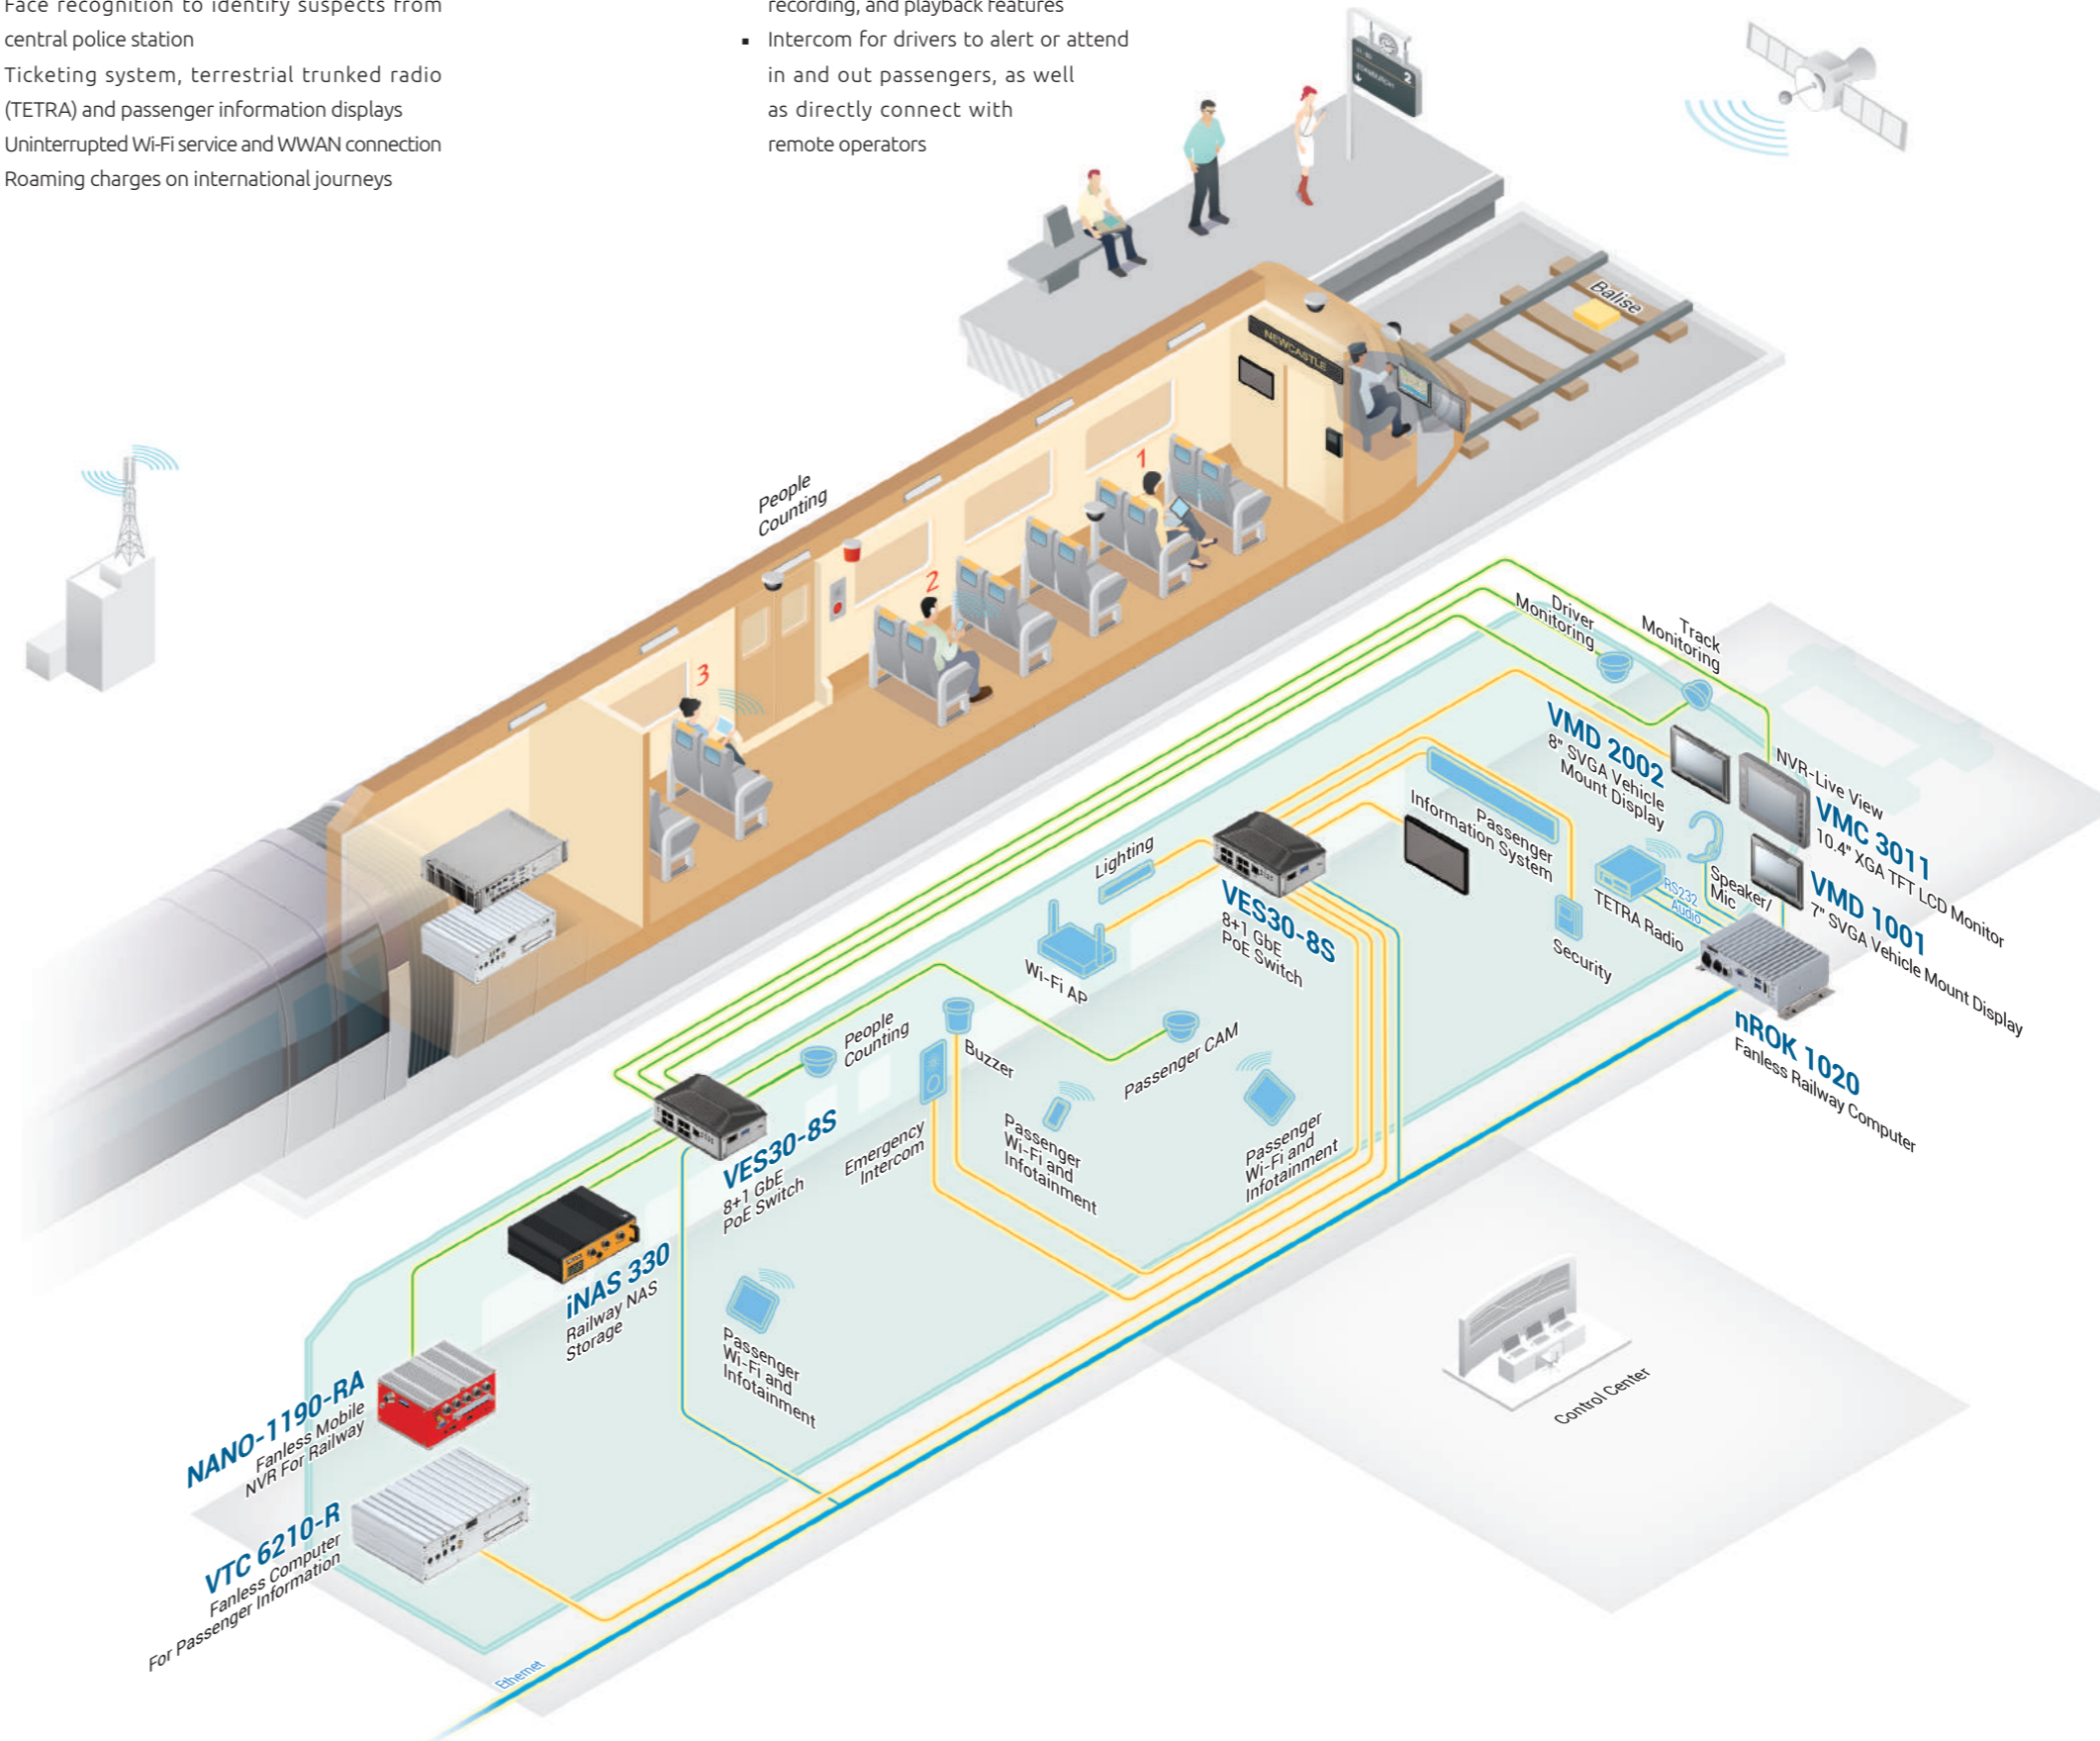 Face recognition to identify suspects from
central police station
Ticketing system, terrestrial trunked radio
(TETRA) and passenger information displays
Uninterrupted Wi-Fi service and WWAN connection
Roaming charges on international journeys
recording, and playback features
▪ Intercom for drivers to alert or attend
in and out passengers, as well
as directly connect with
remote operators
2
EDINBURGH
Balise
NEWCASTLE
People
Counting
1
2
3
Driver
Monitoring
Track
Monitoring
VMD 2002
8" SVGA Vehicle
Mount Display
NVR-Live View
VMC 3011
10.4" XGA TFT LCD Monitor
VMD 1001
7" SVGA Vehicle Mount Display
Passenger
Information System
Lighting
VES30-8S
8+1 GbE
PoE Switch
Wi-Fi AP
Security
TETRA Radio
RS232
Audio
Speaker/
Mic
nROK 1020
Fanless Railway Computer
People
Counting
Buzzer
Passenger CAM
Emergency
Intercom
Passenger
Wi-Fi and
Infotainment
Passenger
Wi-Fi and
Infotainment
VES30-8S
8+1 GbE
PoE Switch
iNAS 330
Railway NAS
Storage
Passenger
Wi-Fi and
Infotainment
NANO-1190-RA
Fanless Mobile
NVR For Railway
VTC 6210-R
Fanless Computer
For Passenger Information
Control Center
Ethernet